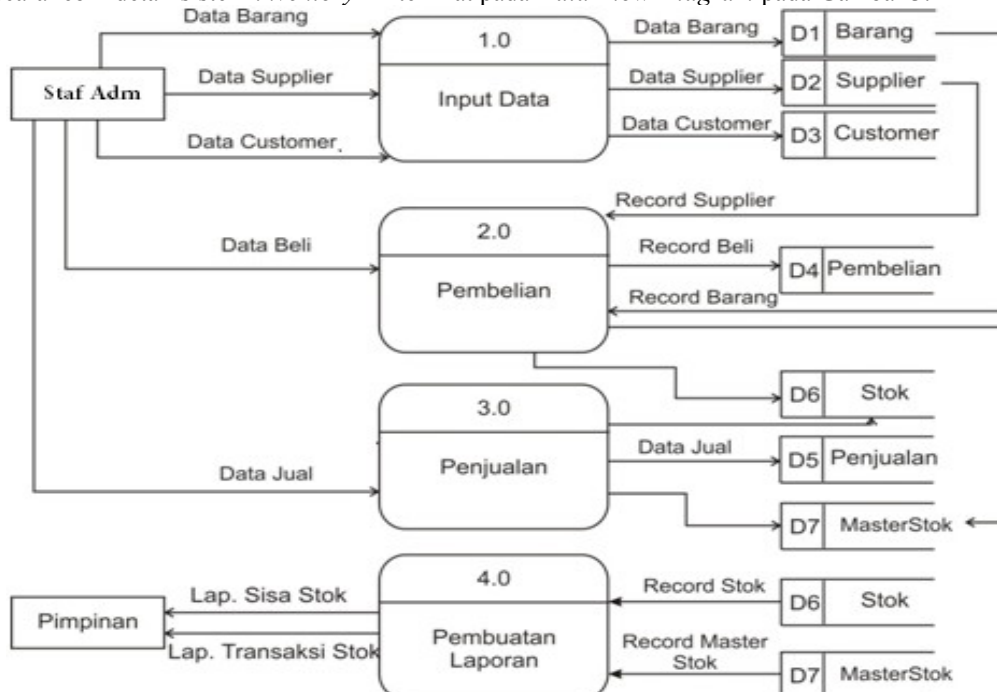 Data Barang
Data Supplier
Data Customer
Staf Adm
1.0
Input Data
Data Barang
Data Supplier
Data Customer
D1 Barang
D2 Supplier
D3 Customer
Record Supplier
Data Beli
2.0
Pembelian
Record Beli
D4 Pembelian
Record Barang
D6 Stok
3.0
Penjualan
Data Jual
Data Jual
D5 Penjualan
D7 MasterStok
4.0
Pembuatan
Laporan
Record Stok
D6 Stok
Record Master
Stok
D7 MasterStok
Lap. Sisa Stok
Lap. Transaksi Stok
Pimpinan